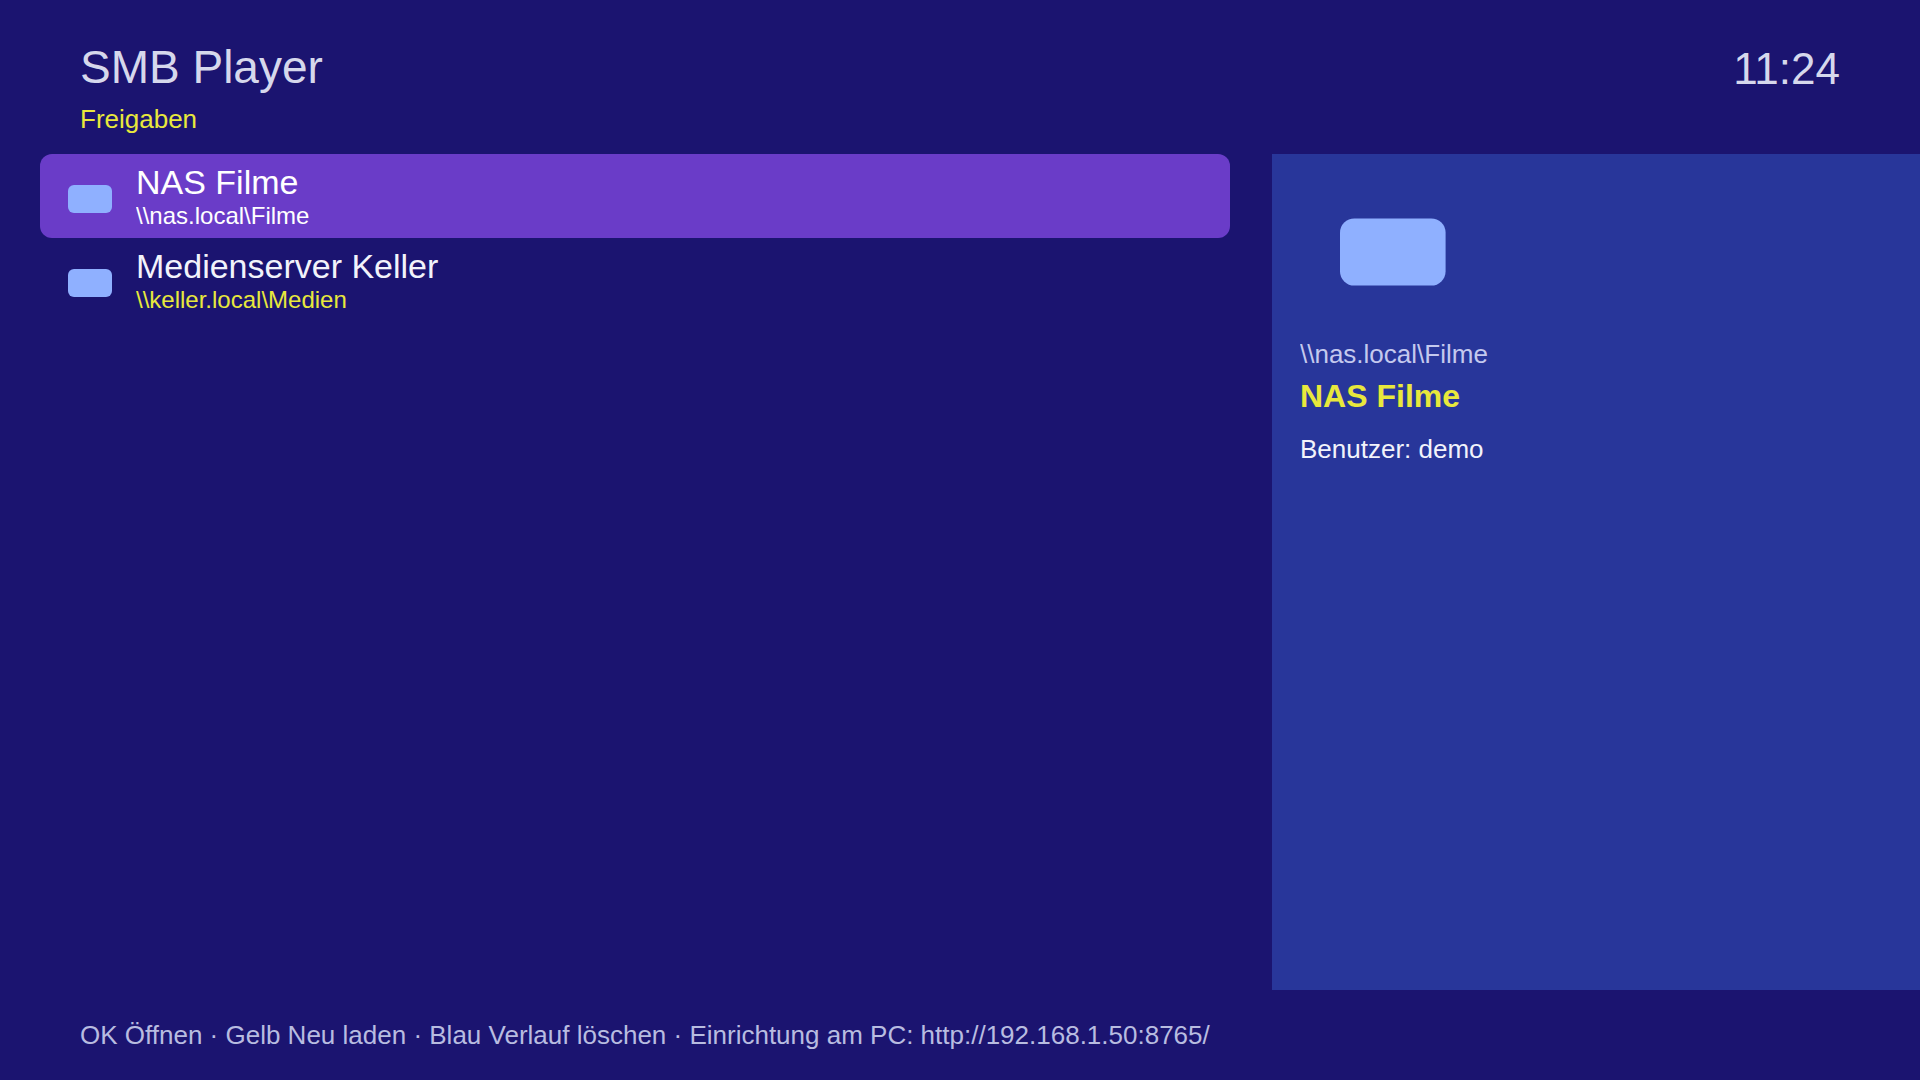 SMB Player
11:24
Freigaben
NAS Filme
\\nas.local\Filme
Medienserver Keller
\\keller.local\Medien
\\nas.local\Filme
NAS Filme
Benutzer: demo
OK Öffnen · Gelb Neu laden · Blau Verlauf löschen · Einrichtung am PC: http://192.168.1.50:8765/